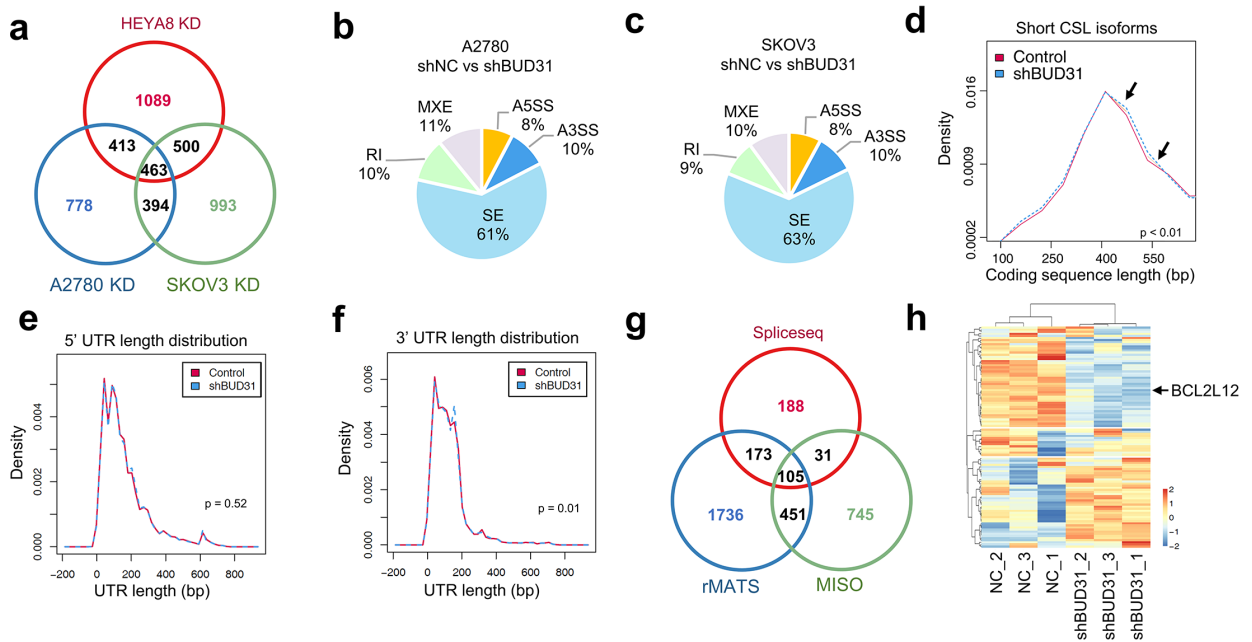 a
HEYA8 KD
1089
413
500
463
778
394
993
A2780 KD
SKOV3 KD
b
A2780
shNC vs shBUD31
MXE
11%
A5SS
8%
A3SS
10%
RI
10%
SE
61%
c
SKOV3
shNC vs shBUD31
MXE
10%
A5SS
8%
A3SS
10%
RI
9%
SE
63%
d
Short CSL isoforms
Control
shBUD31
Density
0.016
0.0009
0.0002
p < 0.01
100
250
400
550
Coding sequence length (bp)
e
5' UTR length distribution
Control
shBUD31
Density
0.004
0.002
0.000
p = 0.52
-200
0
200
400
600
800
UTR length (bp)
f
3' UTR length distribution
Control
shBUD31
Density
0.006
0.004
0.002
0.000
p = 0.01
-200
0
200
400
600
800
UTR length (bp)
g
Spliceseq
188
173
31
105
1736
451
745
rMATS
MISO
h
BCL2L12
2
1
0
-1
-2
NC_2
NC_3
NC_1
shBUD31_2
shBUD31_3
shBUD31_1